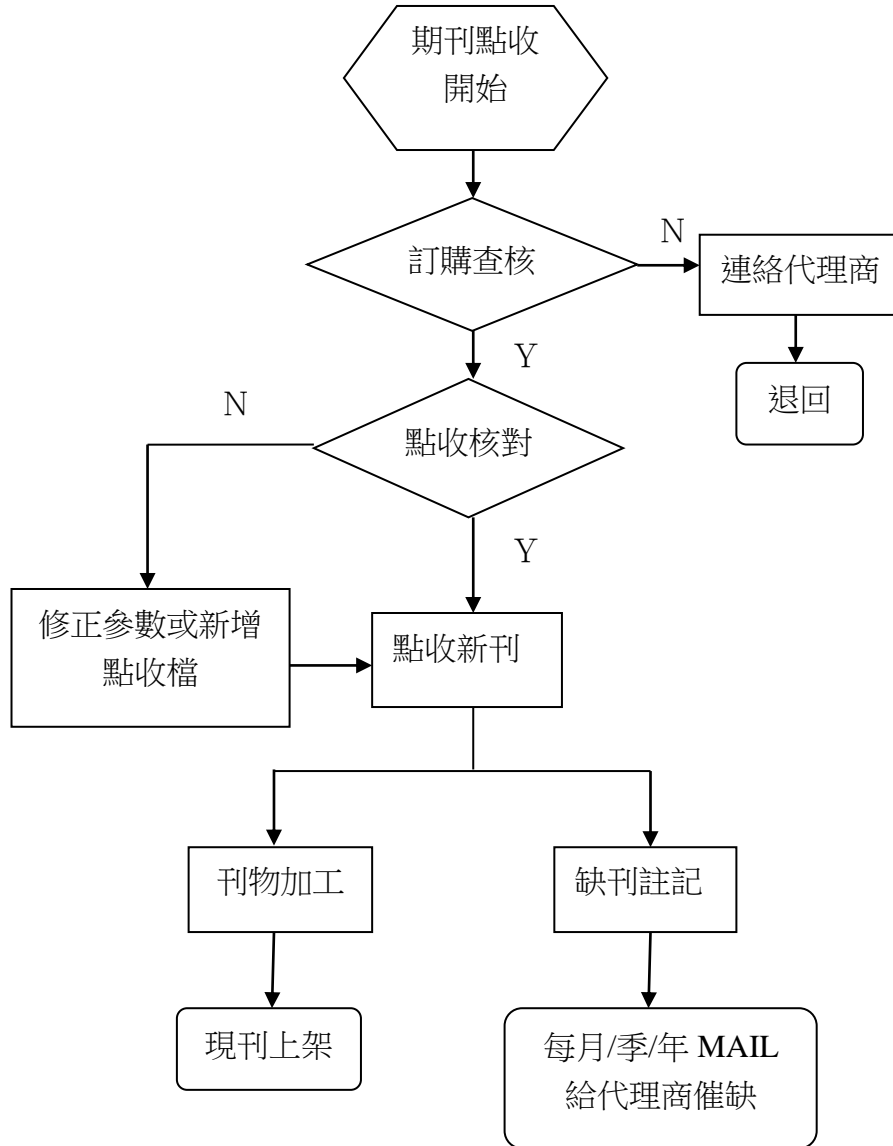 期刊點收
開始
訂購查核
N
連絡代理商
Y
退回
N
點收核對
Y
修正參數或新增
點收檔
點收新刊
刊物加工
缺刊註記
現刊上架
每月/季/年 MAIL
給代理商催缺